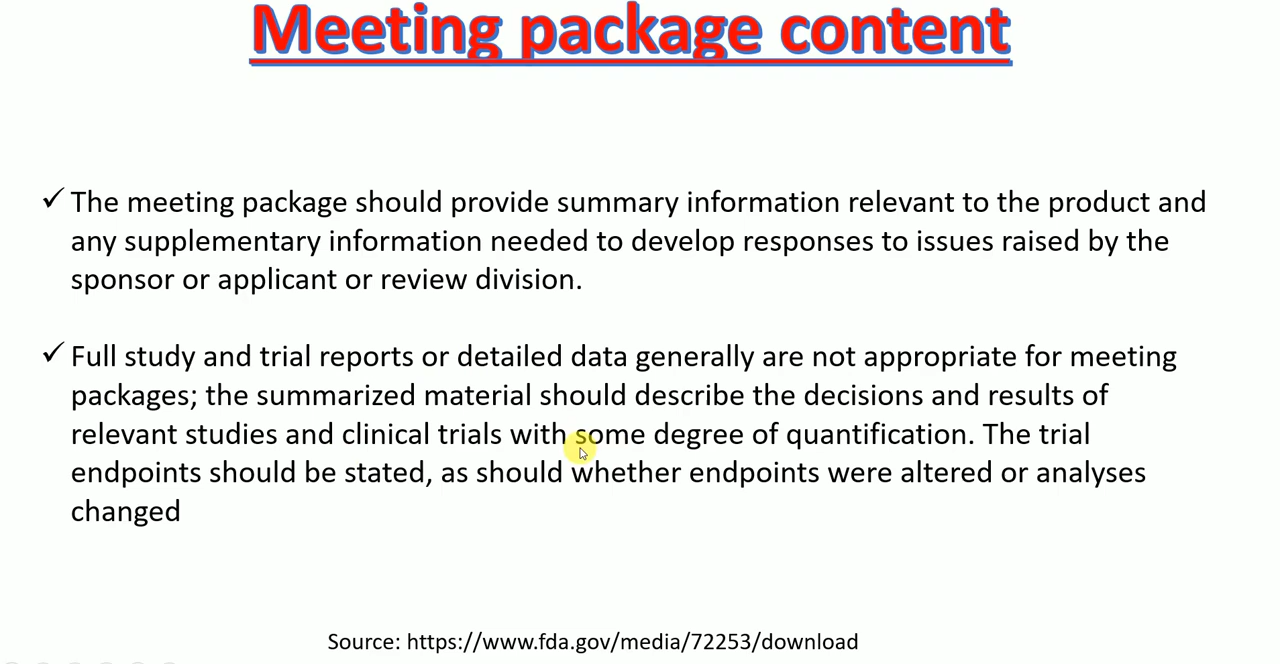 Meeting package content
✓ The meeting package should provide summary information relevant to the product and
any supplementary information needed to develop responses to issues raised by the
sponsor or applicant or review division.
✓ Full study and trial reports or detailed data generally are not appropriate for meeting
packages; the summarized material should describe the decisions and results of
relevant studies and clinical trials with some degree of quantification. The trial
endpoints should be stated, as should whether endpoints were altered or analyses
changed
Source: https://www.fda.gov/media/72253/download